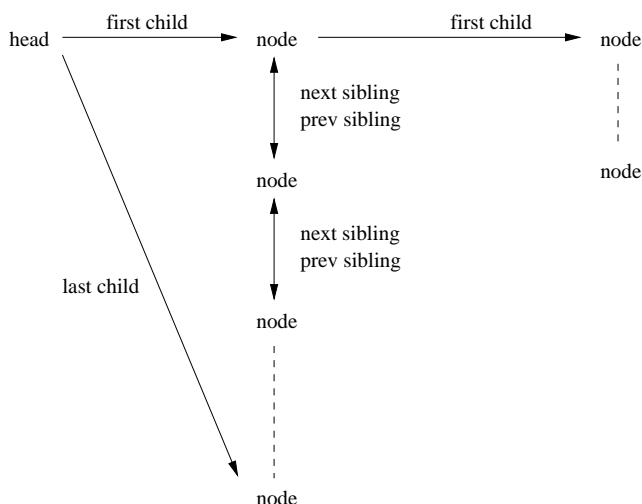 first child
first child
head
node
node
next sibling
prev sibling
node
node
next sibling
prev sibling
last child
node
node